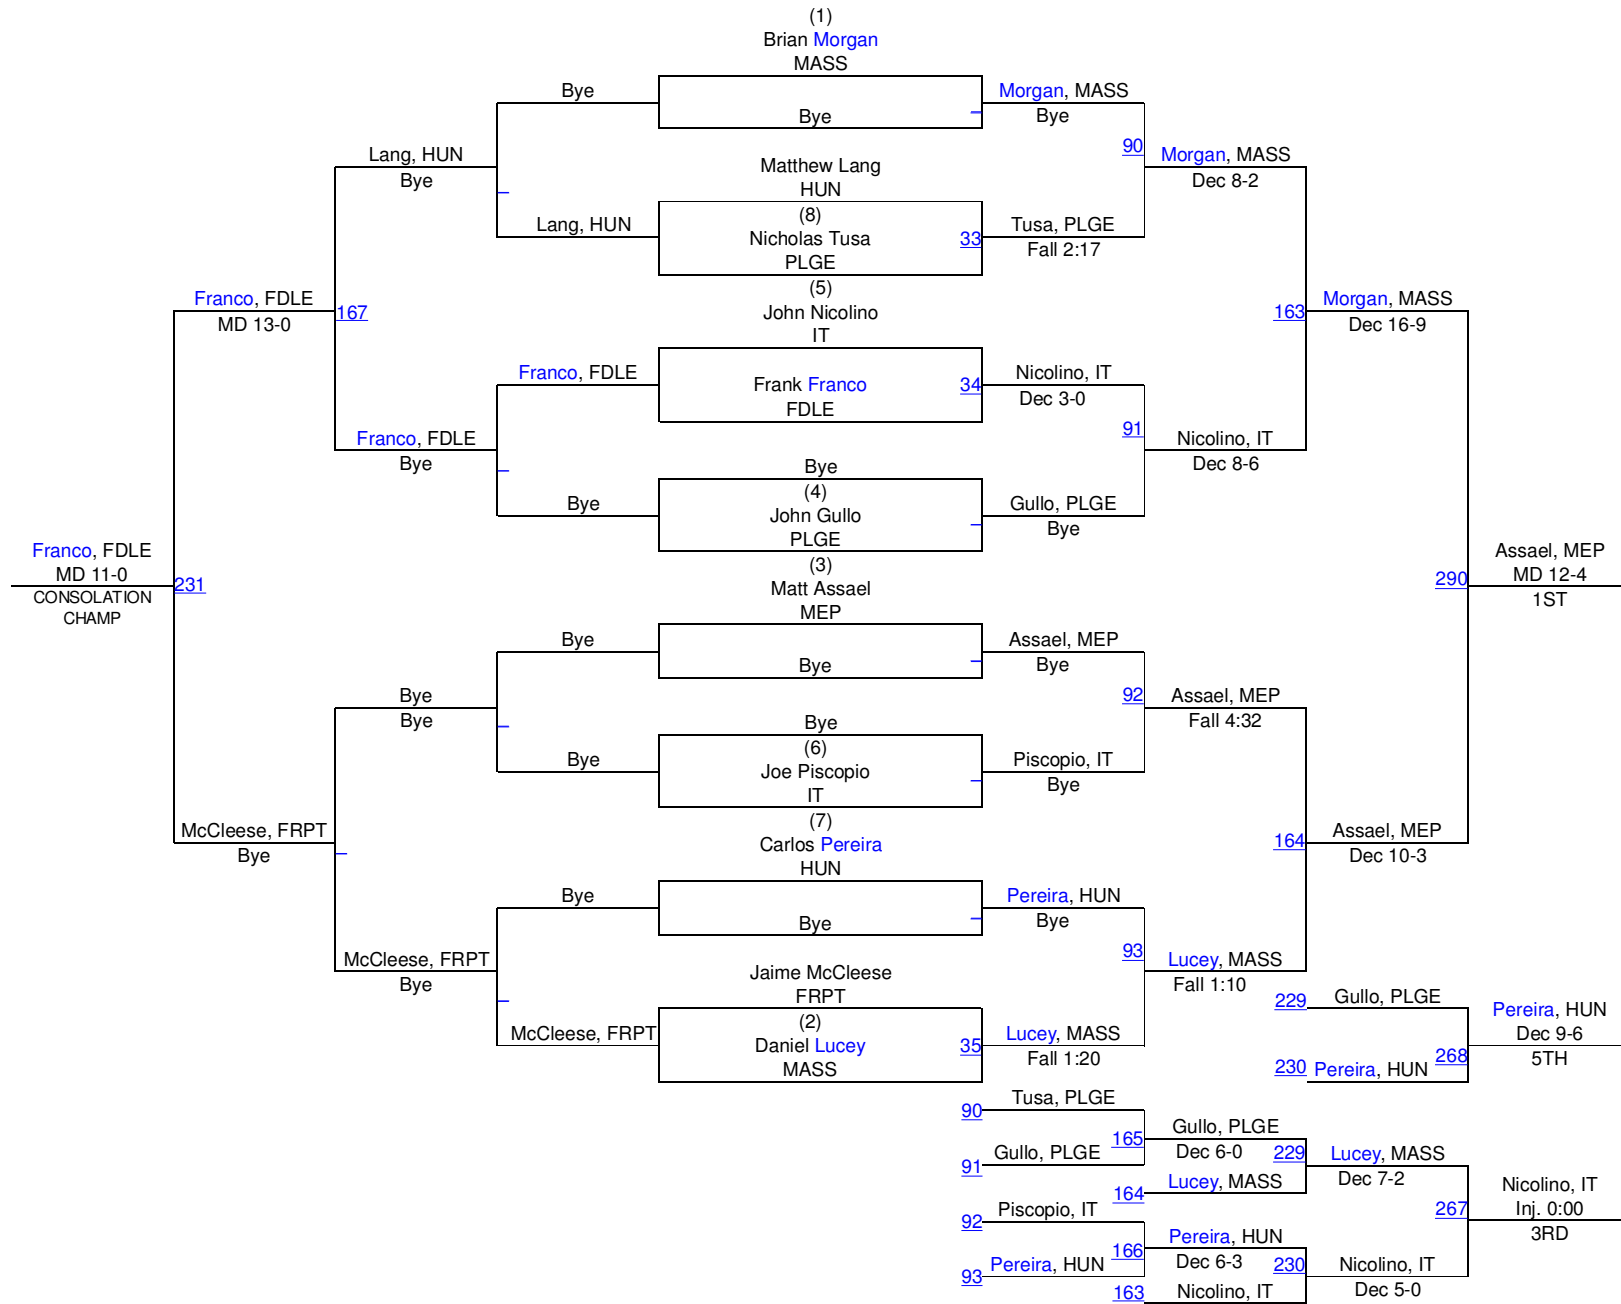 (1)
Brian Morgan
MASS
Bye
Bye
Morgan, MASS
Bye
90
Lang, HUN
Bye
Matthew Lang
HUN
Morgan, MASS
Dec 8-2
Lang, HUN
(8)
Nicholas Tusa
PLGE
33
Tusa, PLGE
Fall 2:17
Franco, FDLE
MD 13-0
167
(5)
John Nicolino
IT
163
Morgan, MASS
Dec 16-9
Franco, FDLE
Frank Franco
FDLE
34
Nicolino, IT
Dec 3-0
91
Franco, FDLE
Bye
Nicolino, IT
Dec 8-6
Bye
Bye
(4)
John Gullo
PLGE
Gullo, PLGE
Bye
Franco, FDLE
MD 11-0
CONSOLATION
CHAMP
231
(3)
Matt Assael
MEP
290
Assael, MEP
MD 12-4
1ST
Bye
Bye
Assael, MEP
Bye
92
Bye
Bye
Assael, MEP
Fall 4:32
Bye
Bye
(6)
Joe Piscopio
IT
Piscopio, IT
Bye
McCleese, FRPT
Bye
(7)
Carlos Pereira
HUN
164
Assael, MEP
Dec 10-3
Bye
Bye
Pereira, HUN
Bye
93
McCleese, FRPT
Bye
Jaime McCleese
FRPT
Lucey, MASS
Fall 1:10
McCleese, FRPT
(2)
Daniel Lucey
MASS
35
Lucey, MASS
Fall 1:20
229
Gullo, PLGE
Pereira, HUN
Dec 9-6
5TH
268
230
Pereira, HUN
90
Tusa, PLGE
165
Gullo, PLGE
Dec 6-0
91
Gullo, PLGE
229
Lucey, MASS
Dec 7-2
164
Lucey, MASS
267
Nicolino, IT
Inj. 0:00
3RD
92
Piscopio, IT
166
Pereira, HUN
Dec 6-3
93
Pereira, HUN
230
Nicolino, IT
Dec 5-0
163
Nicolino, IT